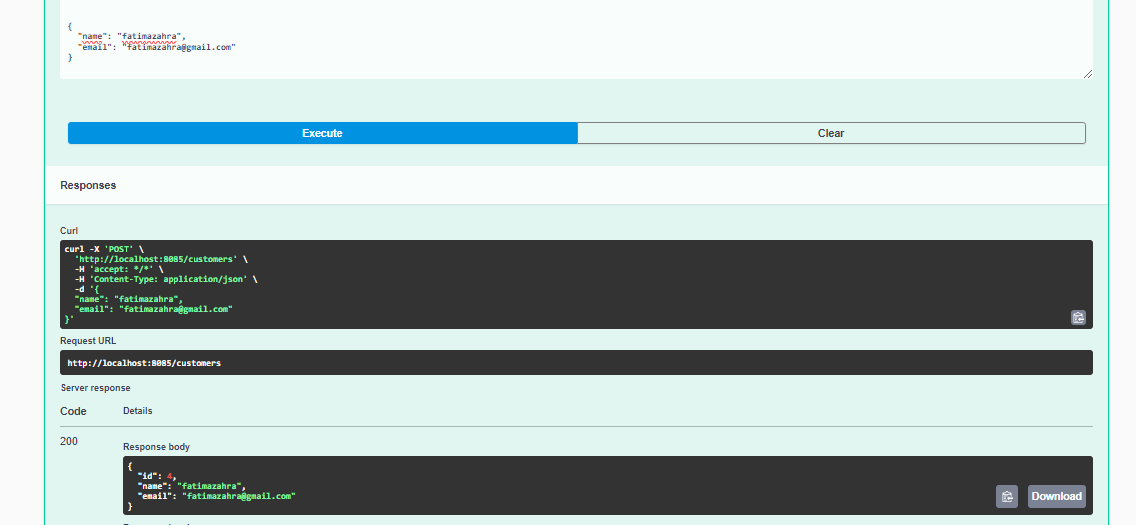 {
"name": "fatimazahra",
"email": "fatimazahra@gmail.com"
}
Execute
Clear
Responses
Curl
curl -X 'POST' \
'http://localhost:8085/customers' \
-H 'accept: */*' \
-H 'Content-Type: application/json' \
-d '{
"name": "fatimazahra",
"email": "fatimazahra@gmail.com"
}'
Request URL
http://localhost:8085/customers
Server response
Code Details
200
Response body
{
"id": 4,
"name": "fatimazahra",
"email": "fatimazahra@gmail.com"
}
Download